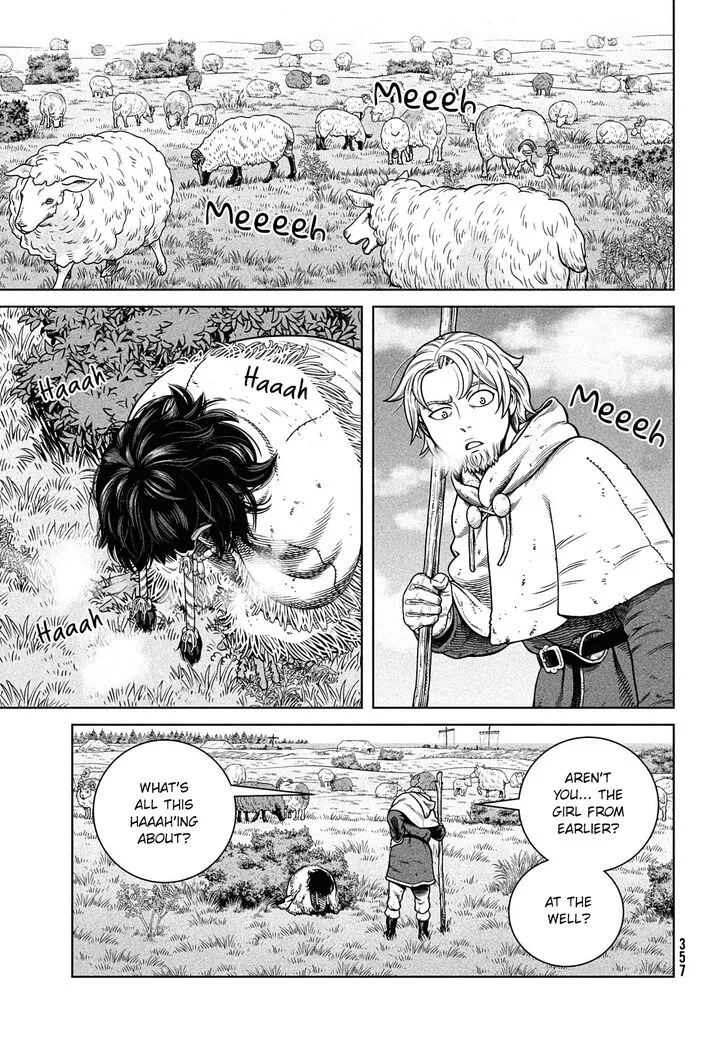 Meeeh
Meeeeh
Meeeh
Haaah
Haaah
Haaah
AREN'T
YOU... THE
GIRL FROM
EARLIER?
AT THE
WELL?
WHAT'S
ALL THIS
HAAAH'ING
ABOUT?
357